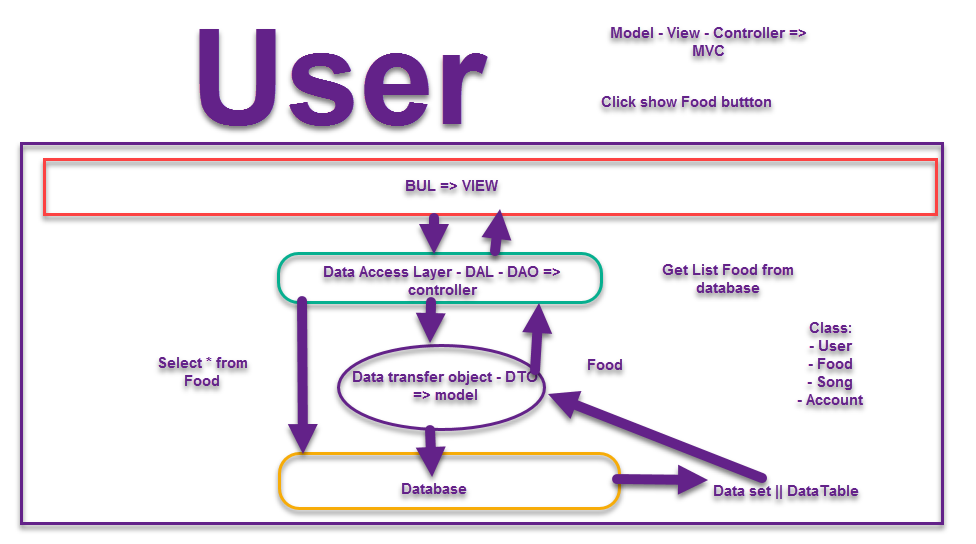 User
Model - View - Controller =>
MVC
Click show Food buttton
BUL => VIEW
Data Access Layer - DAL - DAO =>
controller
Get List Food from
database
Class:
- User
- Food
- Song
- Account
Select * from
Food
Data transfer object - DTO
=> model
Food
Database
Data set || DataTable